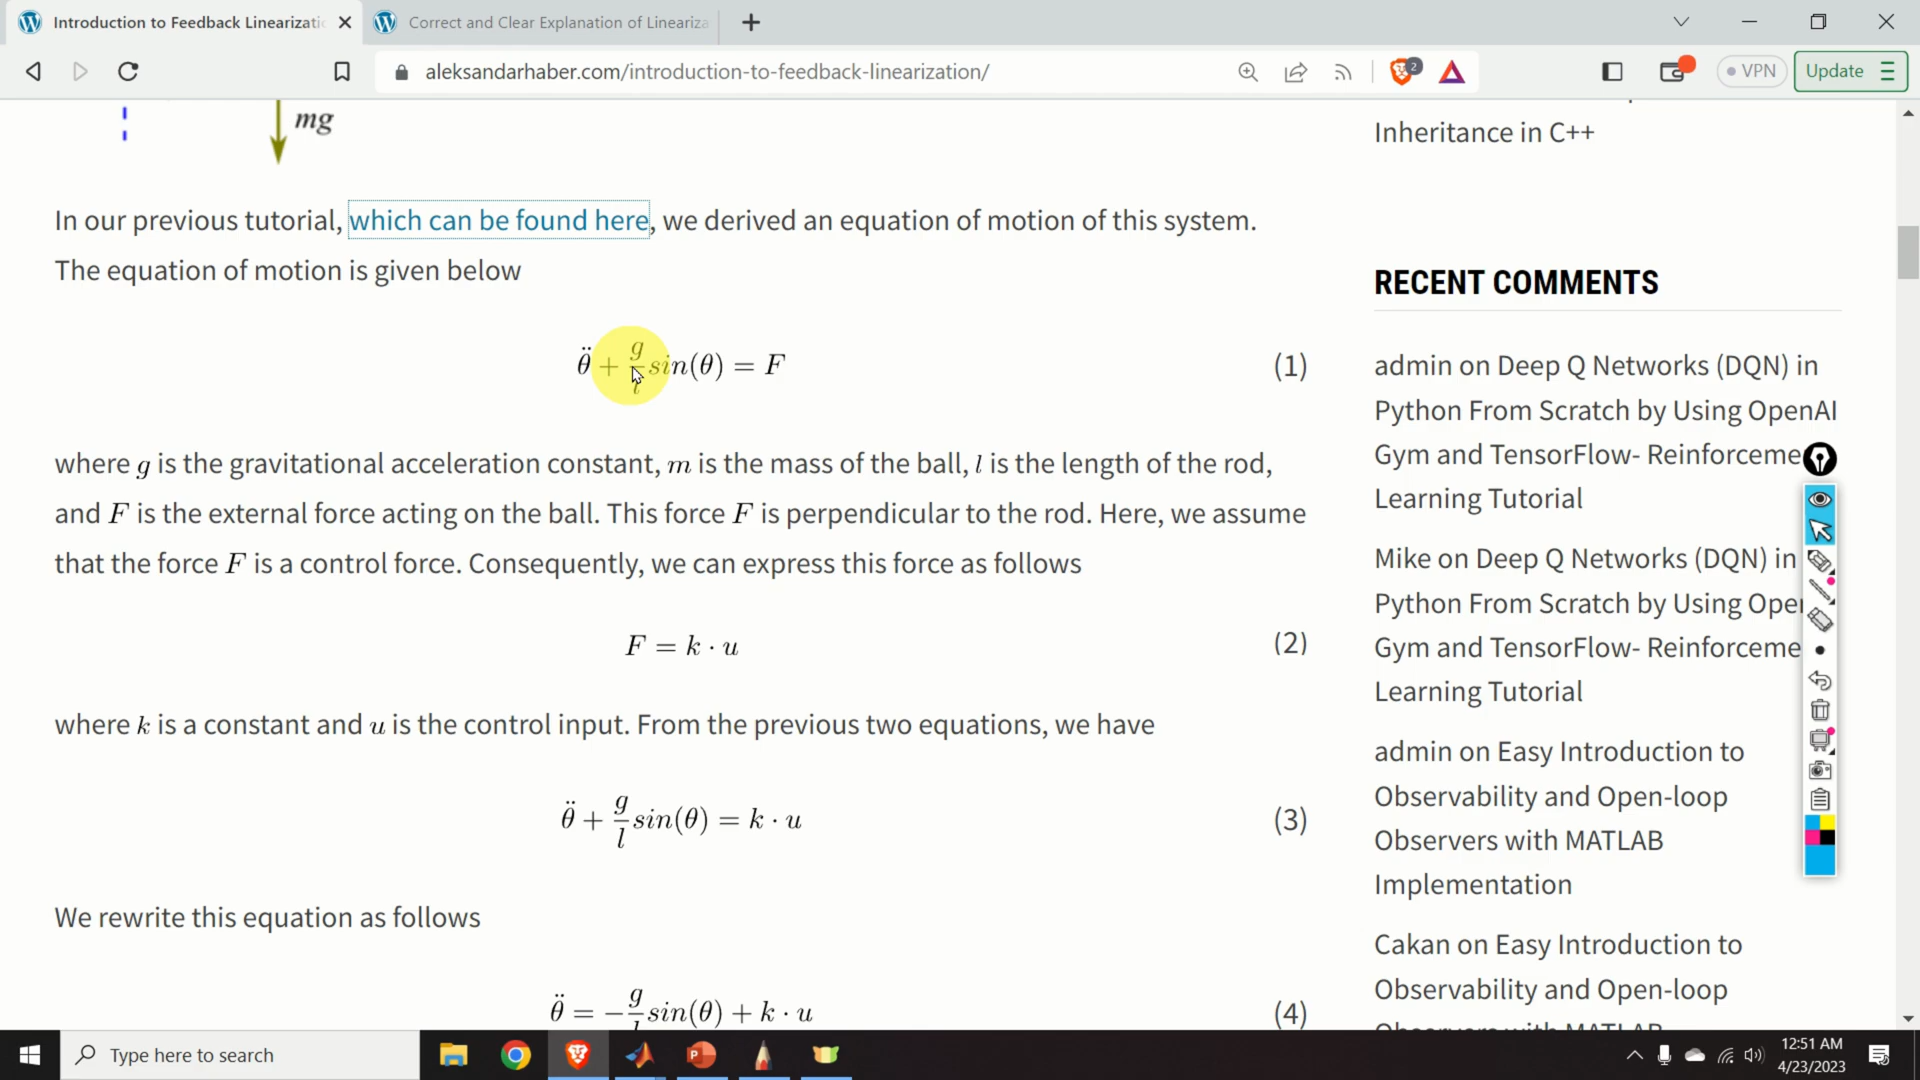 Introduction to Feedback Linearizati
Correct and Clear Explanation of Lineariza
aleksandarhaber.com/introduction-to-feedback-linearization/
2
VPN
Update
mg
In our previous tutorial, which can be found here, we derived an equation of motion of this system.
The equation of motion is given below
θ̈ + g/l sin(θ) = F (1)
where g is the gravitational acceleration constant, m is the mass of the ball, l is the length of the rod,
and F is the external force acting on the ball. This force F is perpendicular to the rod. Here, we assume
that the force F is a control force. Consequently, we can express this force as follows
F = k · u (2)
where k is a constant and u is the control input. From the previous two equations, we have
θ̈ + g/l sin(θ) = k · u (3)
We rewrite this equation as follows
θ̈ = −g/l sin(θ) + k · u (4)
Inheritance in C++
RECENT COMMENTS
admin on Deep Q Networks (DQN) in
Python From Scratch by Using OpenAI
Gym and TensorFlow- Reinforceme
Learning Tutorial
Mike on Deep Q Networks (DQN) in
Python From Scratch by Using Ope
Gym and TensorFlow- Reinforceme
Learning Tutorial
admin on Easy Introduction to
Observability and Open-loop
Observers with MATLAB
Implementation
Cakan on Easy Introduction to
Observability and Open-loop
Observers with MATLAB
Type here to search
12:51 AM
4/23/2023